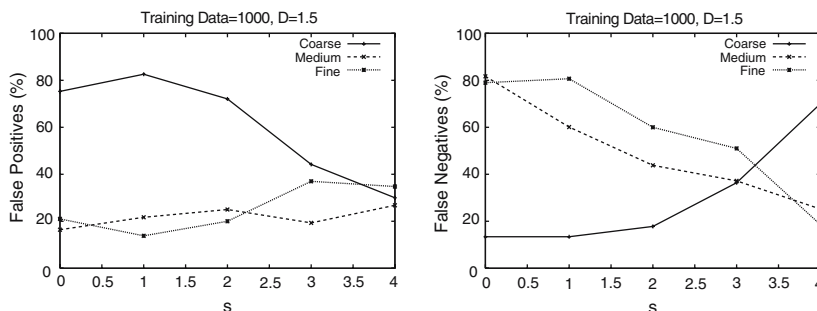 Training Data=1000, D=1.5
False Positives (%)
100
80
60
40
20
0
Coarse
Medium
Fine
0 0.5 1 1.5 2 2.5 3 3.5 4
s
Training Data=1000, D=1.5
False Negatives (%)
100
80
60
40
20
0
Coarse
Medium
Fine
0 0.5 1 1.5 2 2.5 3 3.5 4
s